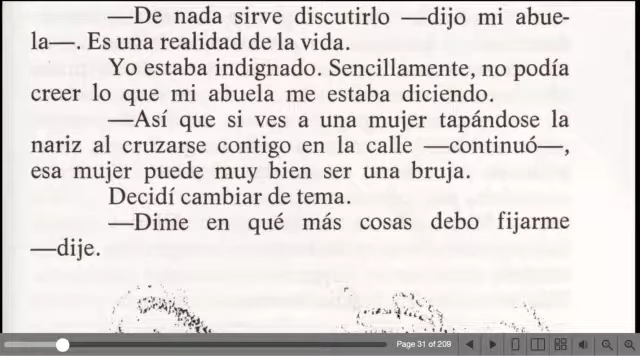 —De nada sirve discutirlo —dijo mi abue-
la—. Es una realidad de la vida.
Yo estaba indignado. Sencillamente, no podía
creer lo que mi abuela me estaba diciendo.
—Así que si ves a una mujer tapándose la
nariz al cruzarse contigo en la calle —continuó—,
esa mujer puede muy bien ser una bruja.
Decidí cambiar de tema.
—Dime en qué más cosas debo fijarme
—dije.
Page 31 of 209